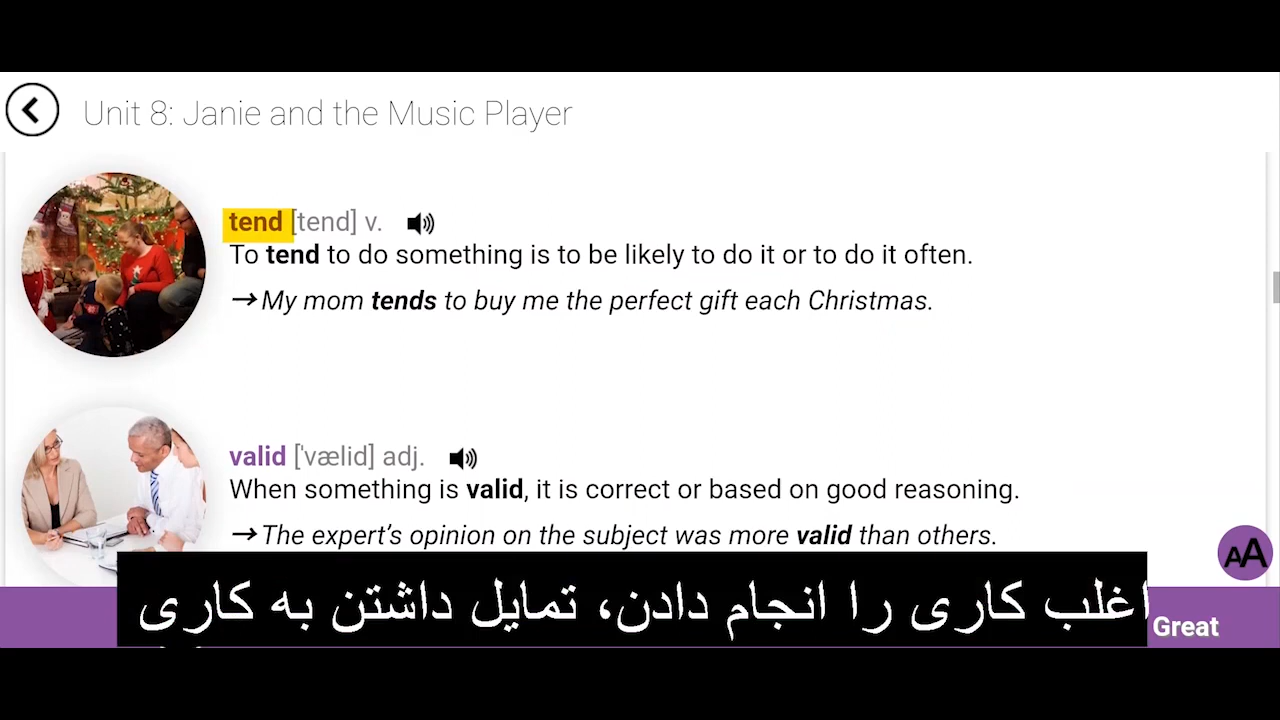 Unit 8: Janie and the Music Player
tend [tend] v.
To tend to do something is to be likely to do it or to do it often.
→ My mom tends to buy me the perfect gift each Christmas.
valid ['vælid] adj.
When something is valid, it is correct or based on good reasoning.
→ The expert's opinion on the subject was more valid than others.
AA
اغلب کاری را انجام دادن، تمایل داشتن به کاری
Great